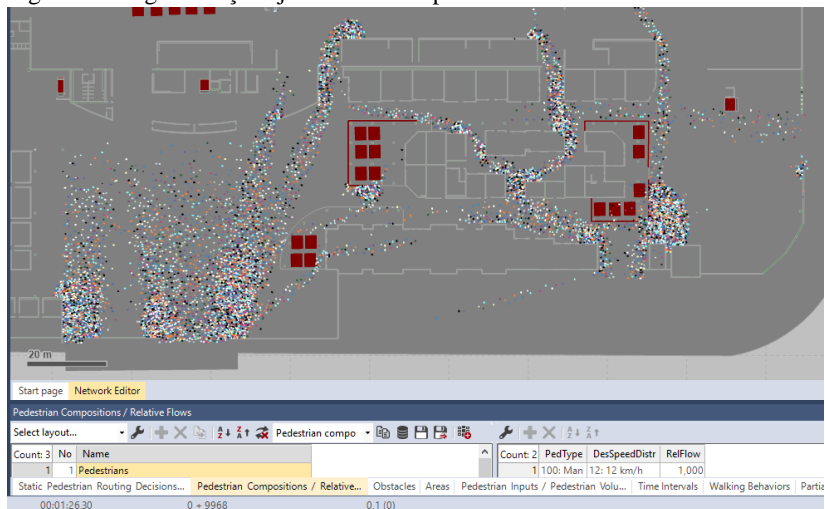 20 m
Start page Network Editor
Pedestrian Compositions / Relative Flows
Select layout... Pedestrian compo
Count: 3 No Name
1 1 Pedestrians
Count: 2 PedType DesSpeedDistr RelFlow
1 100: Man 12: 12 km/h 1,000
Static Pedestrian Routing Decisions... Pedestrian Compositions / Relative... Obstacles Areas Pedestrian Inputs / Pedestrian Volu... Time Intervals Walking Behaviors Partia
00:01:26.30 0 + 9968 0.1 (0)